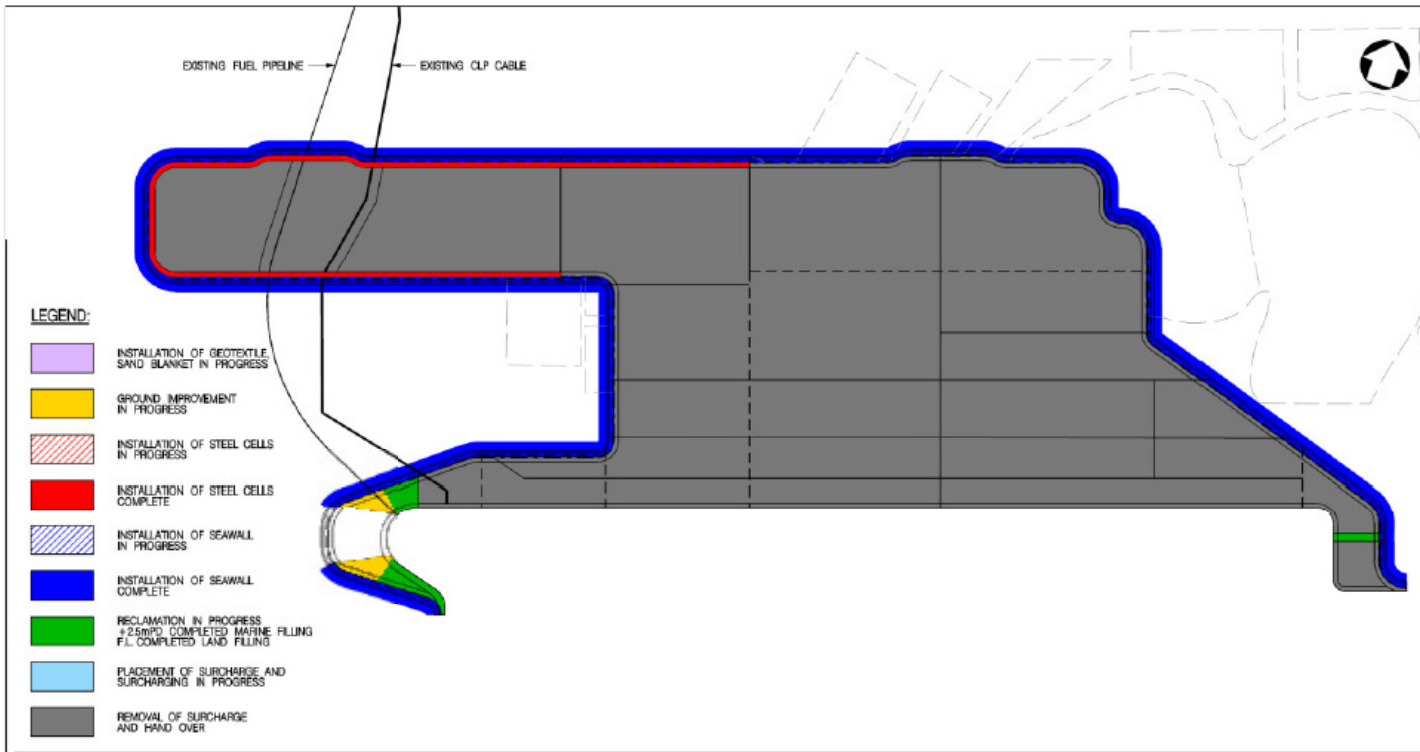 EXISTING FUEL PIPELINE
EXISTING CLP CABLE
LEGEND:
INSTALLATION OF GEOTEXTILE,
SAND BLANKET IN PROGRESS
GROUND IMPROVEMENT
IN PROGRESS
INSTALLATION OF STEEL CELLS
IN PROGRESS
INSTALLATION OF STEEL CELLS
COMPLETE
INSTALLATION OF SEAWALL
IN PROGRESS
INSTALLATION OF SEAWALL
COMPLETE
RECLAMATION IN PROGRESS
+2.5mPD COMPLETED MARINE FILLING
F.L. COMPLETED LAND FILLING
PLACEMENT OF SURCHARGE AND
SURCHARGING IN PROGRESS
REMOVAL OF SURCHARGE
AND HAND OVER